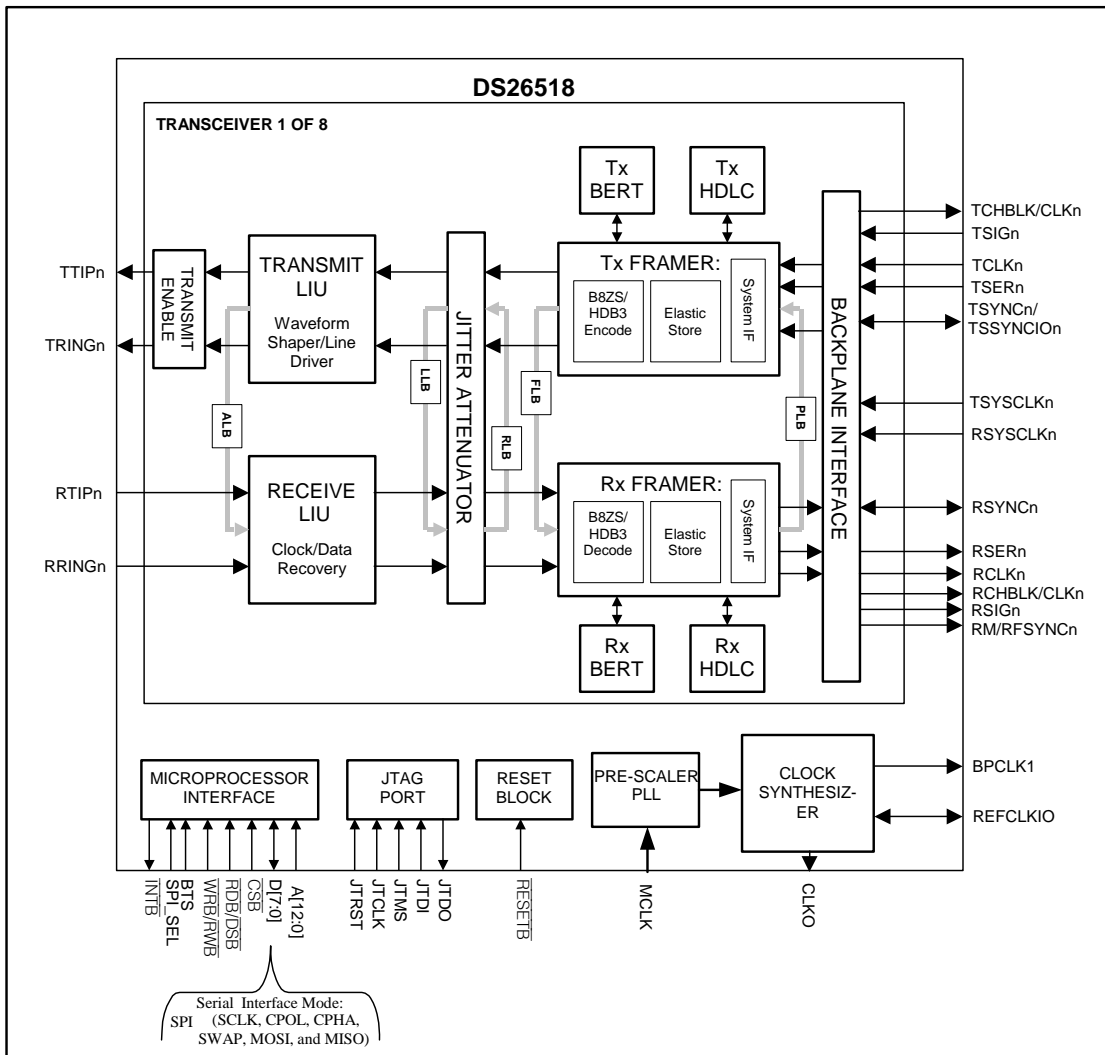 DS26518
TRANSCEIVER 1 OF 8
Tx
BERT
Tx
HDLC
TTIPn
TRINGn
TRANSMIT
ENABLE
TRANSMIT
LIU
Waveform
Shaper/Line
Driver
JITTER ATTENUATOR
Tx FRAMER:
B8ZS/
HDB3
Encode
Elastic
Store
System IF
BACKPLANE INTERFACE
TCHBLK/CLKn
TSIGn
TCLKn
TSERn
TSYNCn/
TSSYNCIOn
TSYSCLKn
RSYSCLKn
ALB
LLB
RLB
FLB
PLB
RTIPn
RRINGn
RECEIVE
LIU
Clock/Data
Recovery
Rx FRAMER:
B8ZS/
HDB3
Decode
Elastic
Store
System IF
RSYNCn
RSERn
RCLKn
RCHBLK/CLKn
RSIGn
RM/RFSYNCn
Rx
BERT
Rx
HDLC
MICROPROCESSOR
INTERFACE
JTAG
PORT
RESET
BLOCK
PRE-SCALER
PLL
CLOCK
SYNTHESIZ-
ER
BPCLK1
REFCLKIO
INTB
SPI_SEL
BTS
WRB/RWB
RDB/DSB
CSB
D[7:0]
A[12:0]
JTRST
JTCLK
JTMS
JTDI
JTDO
RESETB
MCLK
CLKO
Serial Interface Mode:
SPI (SCLK, CPOL, CPHA,
SWAP, MOSI, and MISO)